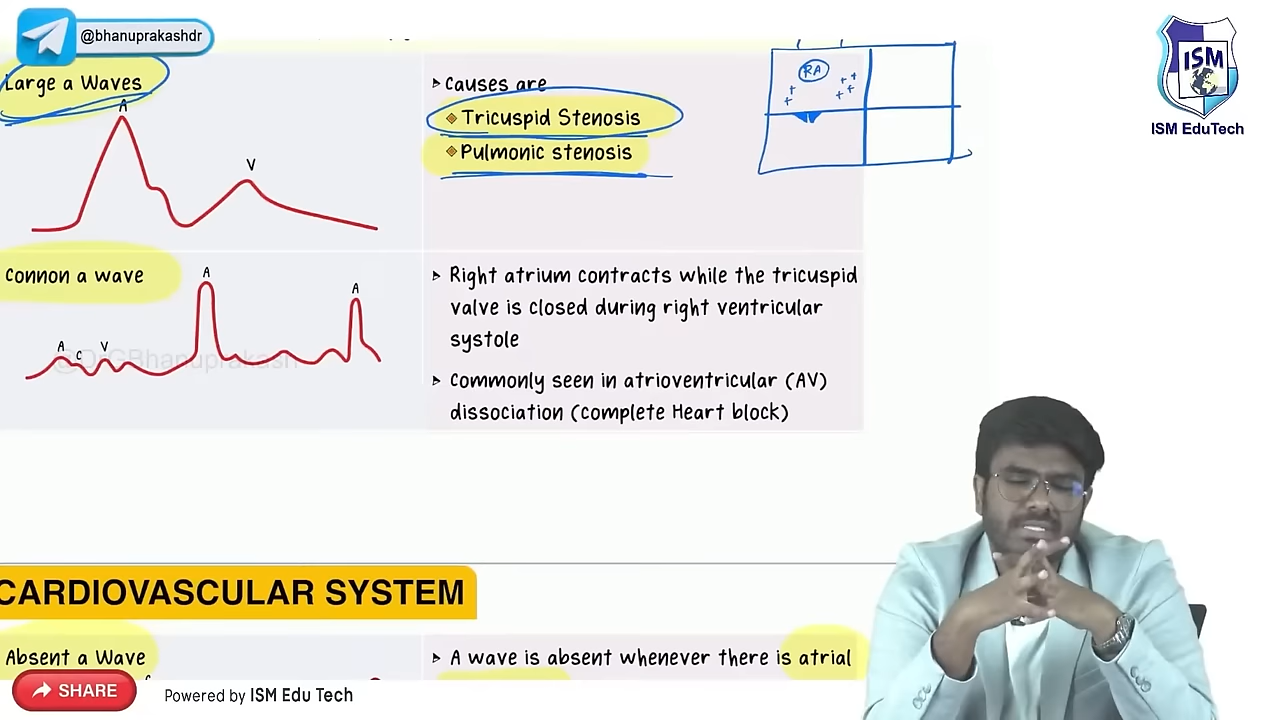 @bhanuprakashdr
ISM
ISM EduTech
Large a Waves
A
V
Causes are
Tricuspid Stenosis
Pulmonic stenosis
RA
Connon a wave
A
A
A
C
V
@DrGBhanuprakash
Right atrium contracts while the tricuspid
valve is closed during right ventricular
systole
Commonly seen in atrioventricular (AV)
dissociation (complete Heart block)
CARDIOVASCULAR SYSTEM
Absent a Wave
A wave is absent whenever there is atrial
SHARE
Powered by ISM Edu Tech